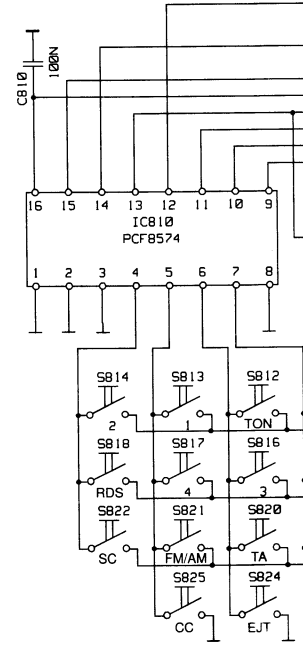 C810
100N
16 15 14 13 12 11 10 9
IC810
PCF8574
1 2 3 4 5 6 7 8
S814 S813 S812
2 1 TON
S818 S817 S816
RDS 4 3
S822 S821 S820
SC FM/AM TA
S825 S824
CC EJT